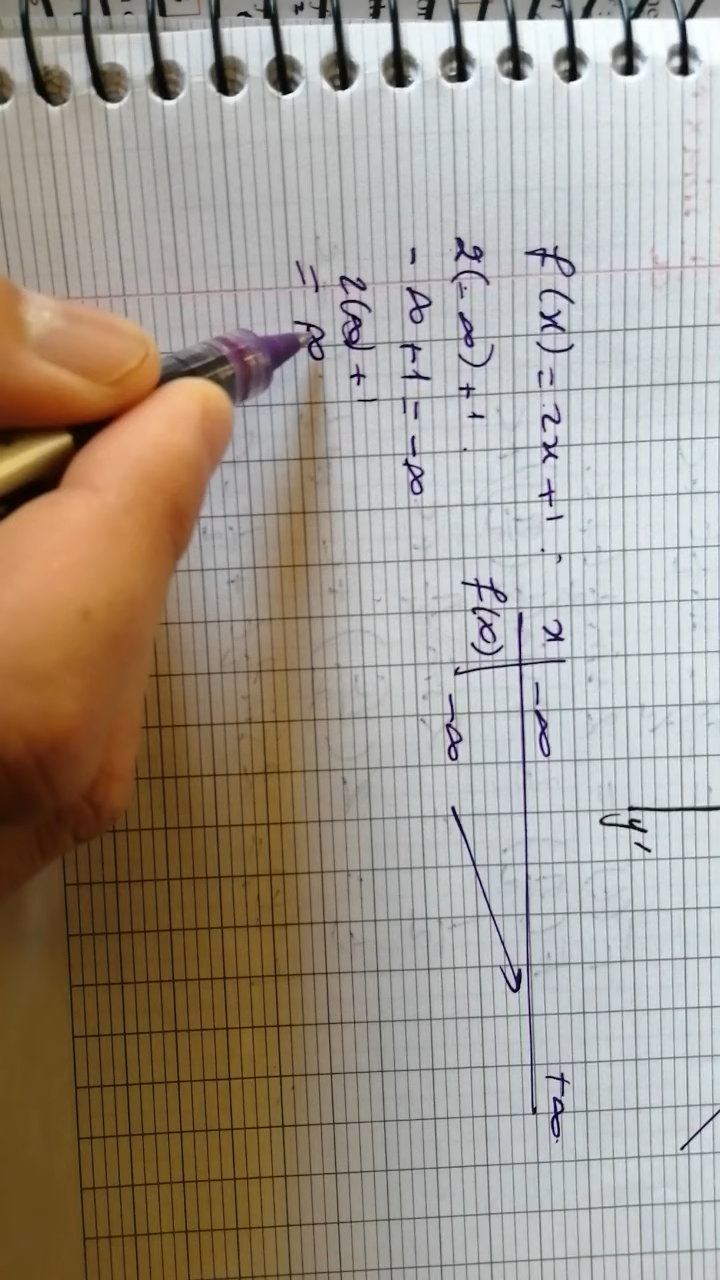 f(x) = 2x + 1 .
2(-∞) + 1 .
- ∞ + 1 = -∞
2(∞) + 1
= ∞
x -∞ +∞
f(x) -∞
y'